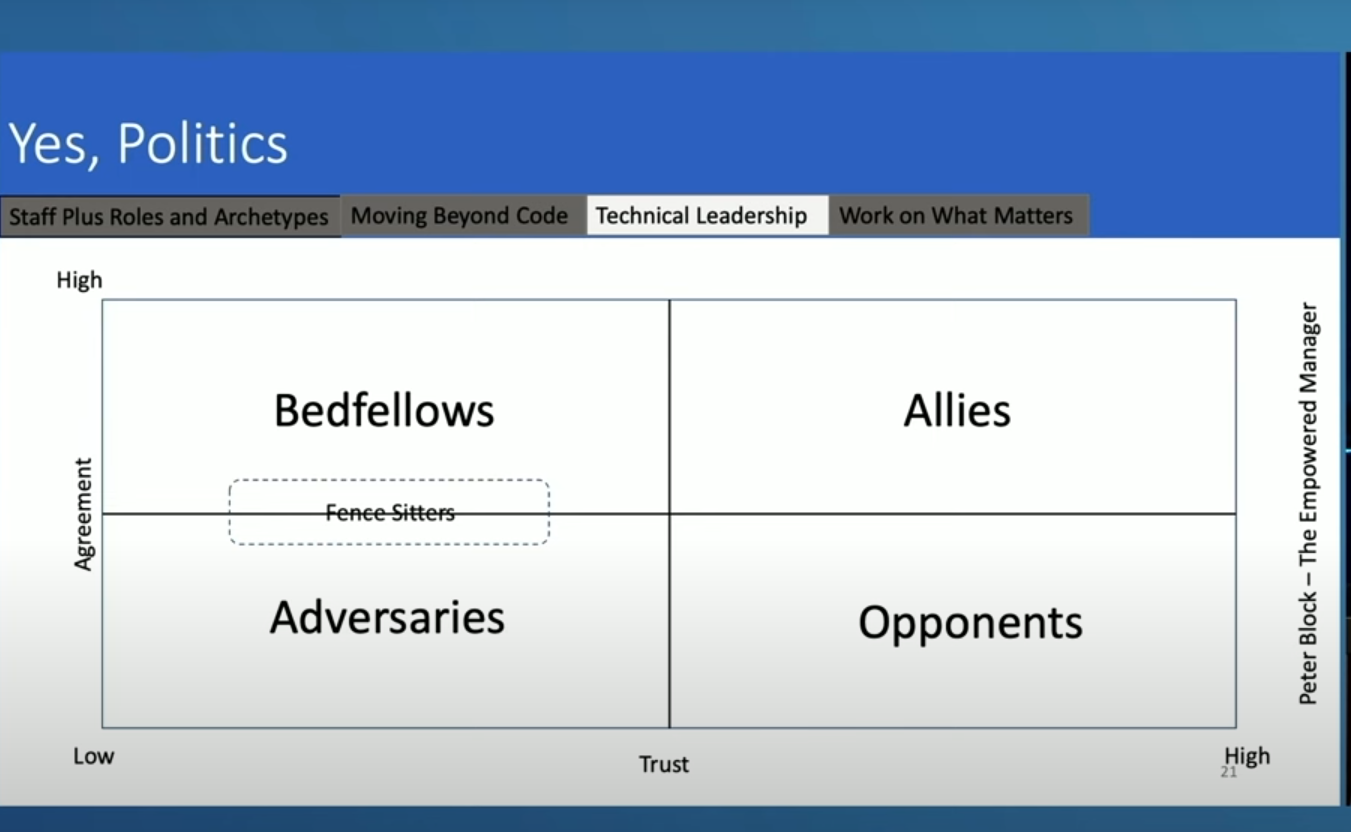 Yes, Politics
Staff Plus Roles and Archetypes
Moving Beyond Code
Technical Leadership
Work on What Matters
High
Bedfellows
Allies
Agreement
Fence Sitters
Adversaries
Opponents
Low
Trust
High
21
Peter Block – The Empowered Manager